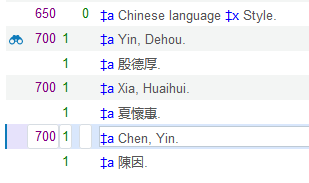 650 0 ‡a Chinese language ‡x Style.
700 1 ‡a Yin, Dehou.
1 ‡a 殷德厚.
700 1 ‡a Xia, Huaihui.
1 ‡a 夏懷惠.
700 1 ‡a Chen, Yin.
1 ‡a 陳因.